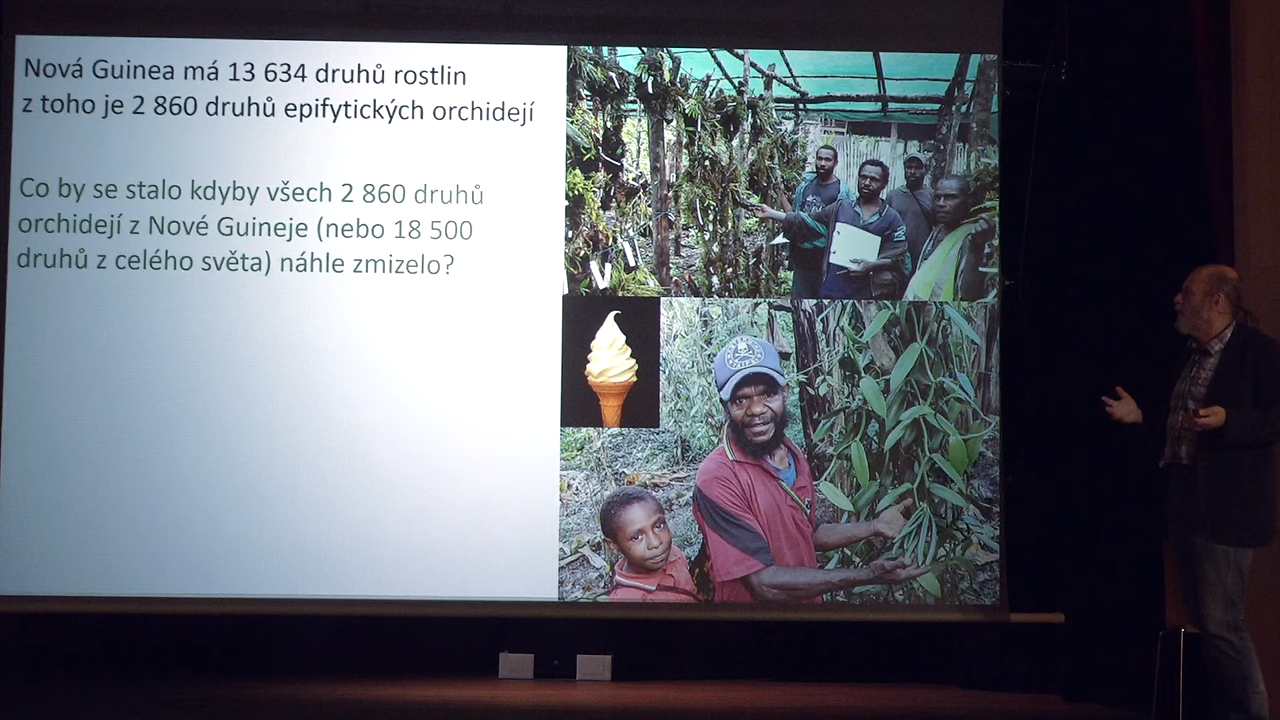 Nová Guinea má 13 634 druhů rostlin
z toho je 2 860 druhů epifytických orchidejí
Co by se stalo kdyby všech 2 860 druhů
orchidejí z Nové Guineje (nebo 18 500
druhů z celého světa) náhle zmizelo?